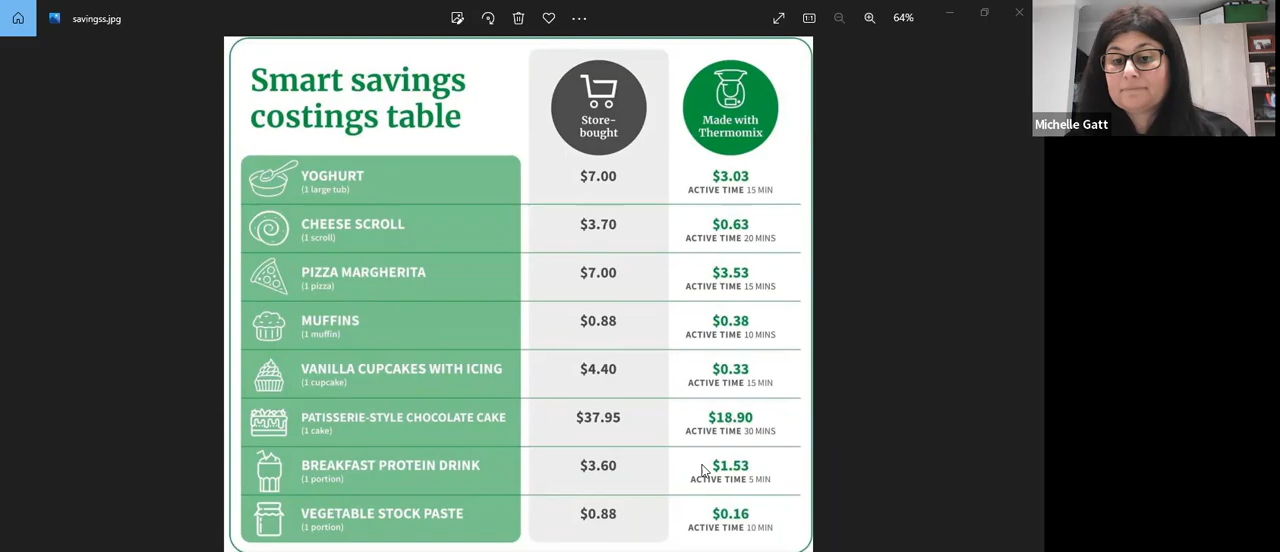 savingss.jpg
64%
Michelle Gatt
Smart savings
costings table
Store-
bought
Made with
Thermomix
YOGHURT
(1 large tub)
$7.00
$3.03
ACTIVE TIME 15 MIN
CHEESE SCROLL
(1 scroll)
$3.70
$0.63
ACTIVE TIME 20 MINS
PIZZA MARGHERITA
(1 pizza)
$7.00
$3.53
ACTIVE TIME 15 MINS
MUFFINS
(1 muffin)
$0.88
$0.38
ACTIVE TIME 10 MINS
VANILLA CUPCAKES WITH ICING
(1 cupcake)
$4.40
$0.33
ACTIVE TIME 15 MIN
PATISSERIE-STYLE CHOCOLATE CAKE
(1 cake)
$37.95
$18.90
ACTIVE TIME 30 MINS
BREAKFAST PROTEIN DRINK
(1 portion)
$3.60
$1.53
ACTIVE TIME 5 MIN
VEGETABLE STOCK PASTE
(1 portion)
$0.88
$0.16
ACTIVE TIME 10 MIN